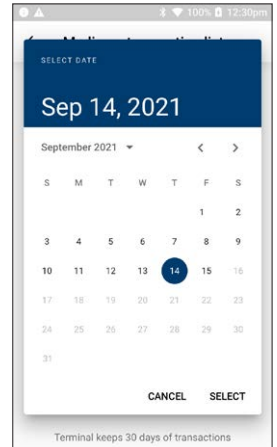 100% 12:30pm
SELECT DATE
Sep 14, 2021
September 2021
S M T W T F S
1 2
3 4 5 6 7 8 9
10 11 12 13 14 15 16
17 18 19 20 21 22 23
24 25 26 27 28 29 30
31
CANCEL SELECT
Terminal keeps 30 days of transactions